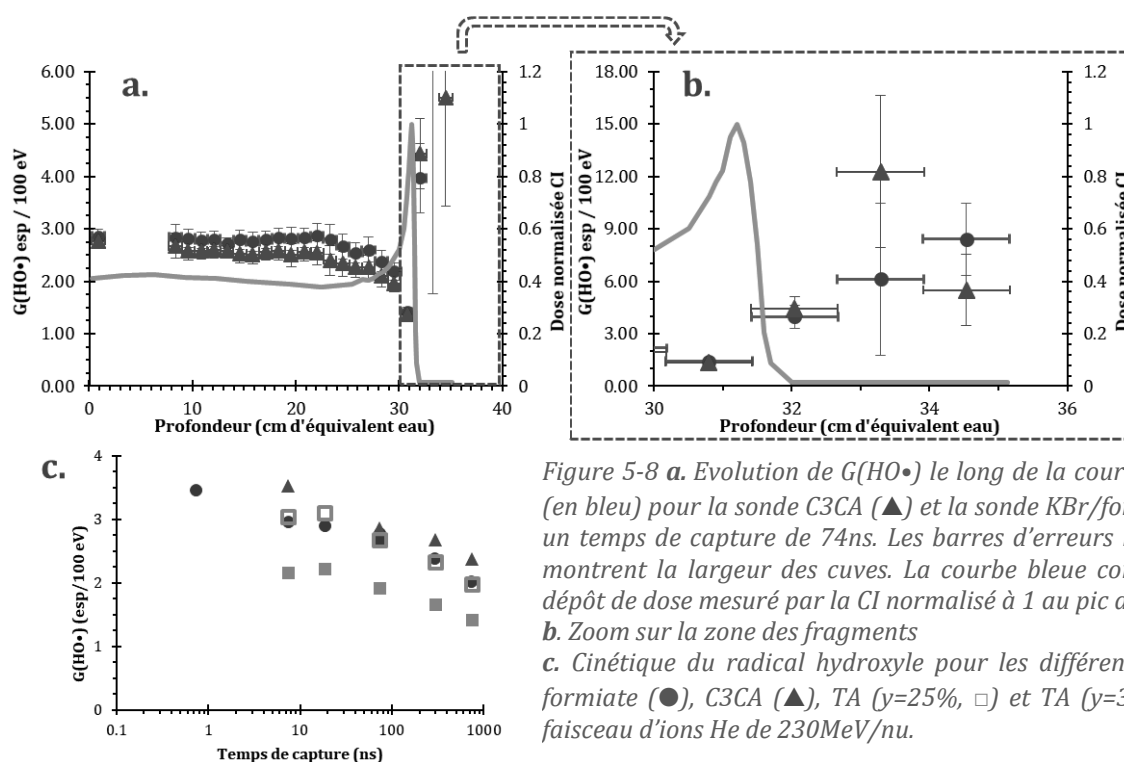 a.
6.00
5.00
4.00
3.00
2.00
1.00
0.00
G(HO•) esp / 100 eV
0
10
20
30
40
Profondeur (cm d'équivalent eau)
1.2
1
0.8
0.6
0.4
0.2
0
Dose normalisée CI
b.
18.00
15.00
12.00
9.00
6.00
3.00
0.00
G(HO•) esp / 100 eV
30
32
34
36
Profondeur (cm d'équivalent eau)
1.2
1
0.8
0.6
0.4
0.2
0
Dose normalisée CI
c.
4
3
2
1
0
G(HO•) (esp/100 eV)
0.1
1
10
100
1000
Temps de capture (ns)
Figure 5-8 a. Evolution de G(HO•) le long de la cour
(en bleu) pour la sonde C3CA (▲) et la sonde KBr/for
un temps de capture de 74ns. Les barres d'erreurs
montrent la largeur des cuves. La courbe bleue cor
dépôt de dose mesuré par la CI normalisé à 1 au pic d
b. Zoom sur la zone des fragments
c. Cinétique du radical hydroxyle pour les différen
formiate (●), C3CA (▲), TA (y=25%, □) et TA (y=3
faisceau d'ions He de 230MeV/nu.